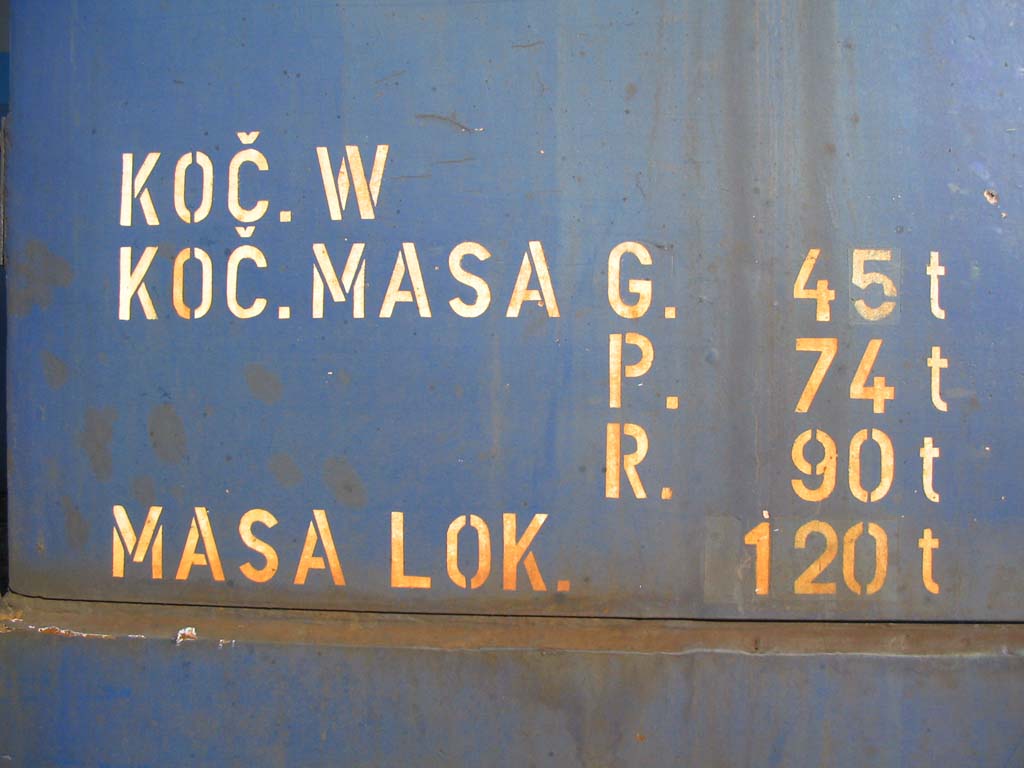 KOČ. W
KOČ. MASA G. 45 t
P. 74 t
R. 90 t
MASA LOK. 120 t